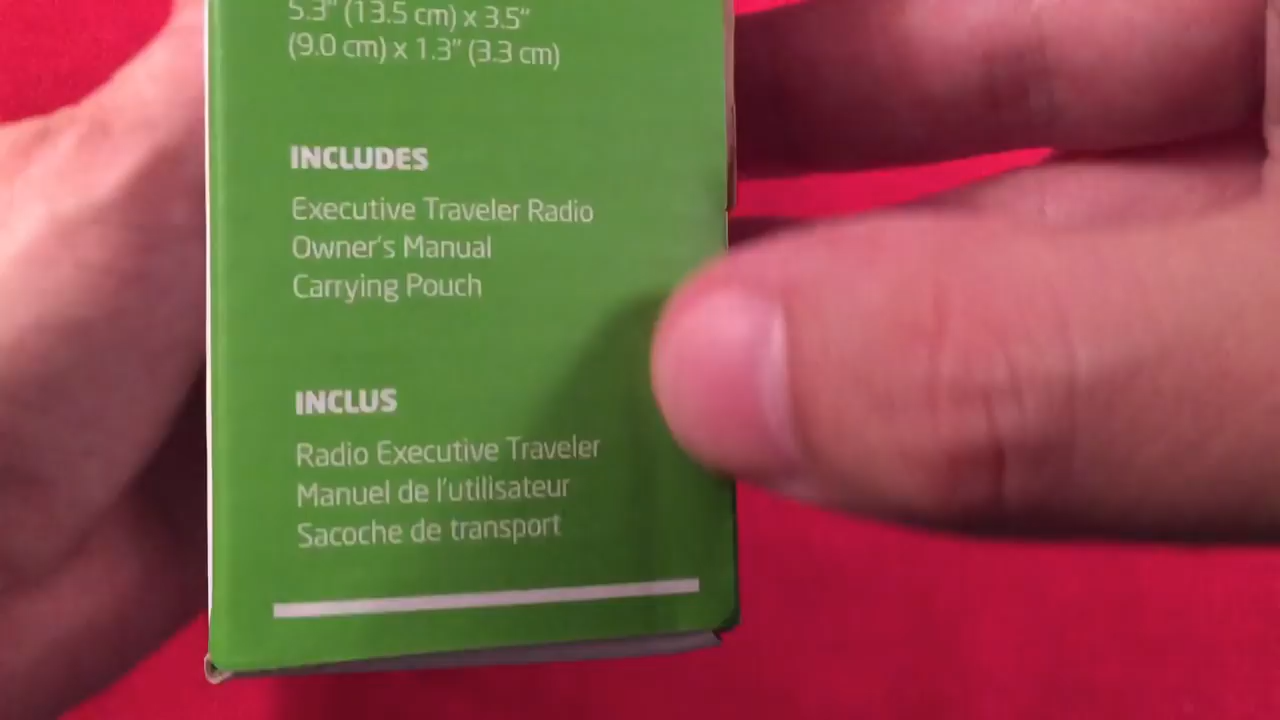 5.3" (13.5 cm) x 3.5"
(9.0 cm) x 1.3" (3.3 cm)
INCLUDES
Executive Traveler Radio
Owner's Manual
Carrying Pouch
INCLUS
Radio Executive Traveler
Manuel de l'utilisateur
Sacoche de transport